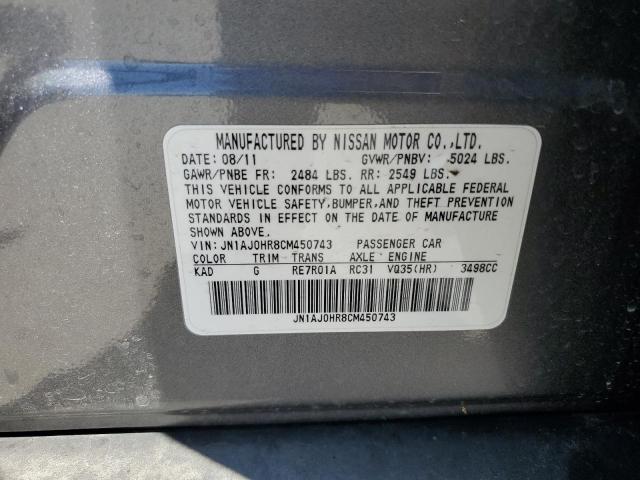 MANUFACTURED BY NISSAN MOTOR CO.,LTD.
DATE: 08/11 GVWR/PNBV: 5024 LBS.
GAWR/PNBE FR: 2484 LBS. RR: 2549 LBS.
THIS VEHICLE CONFORMS TO ALL APPLICABLE FEDERAL
MOTOR VEHICLE SAFETY,BUMPER,AND THEFT PREVENTION
STANDARDS IN EFFECT ON THE DATE OF MANUFACTURE
SHOWN ABOVE.
VIN: JN1AJ0HR8CM450743 PASSENGER CAR
COLOR TRIM TRANS AXLE ENGINE
KAD G RE7R01A RC31 VQ35(HR) 3498CC
JN1AJ0HR8CM450743